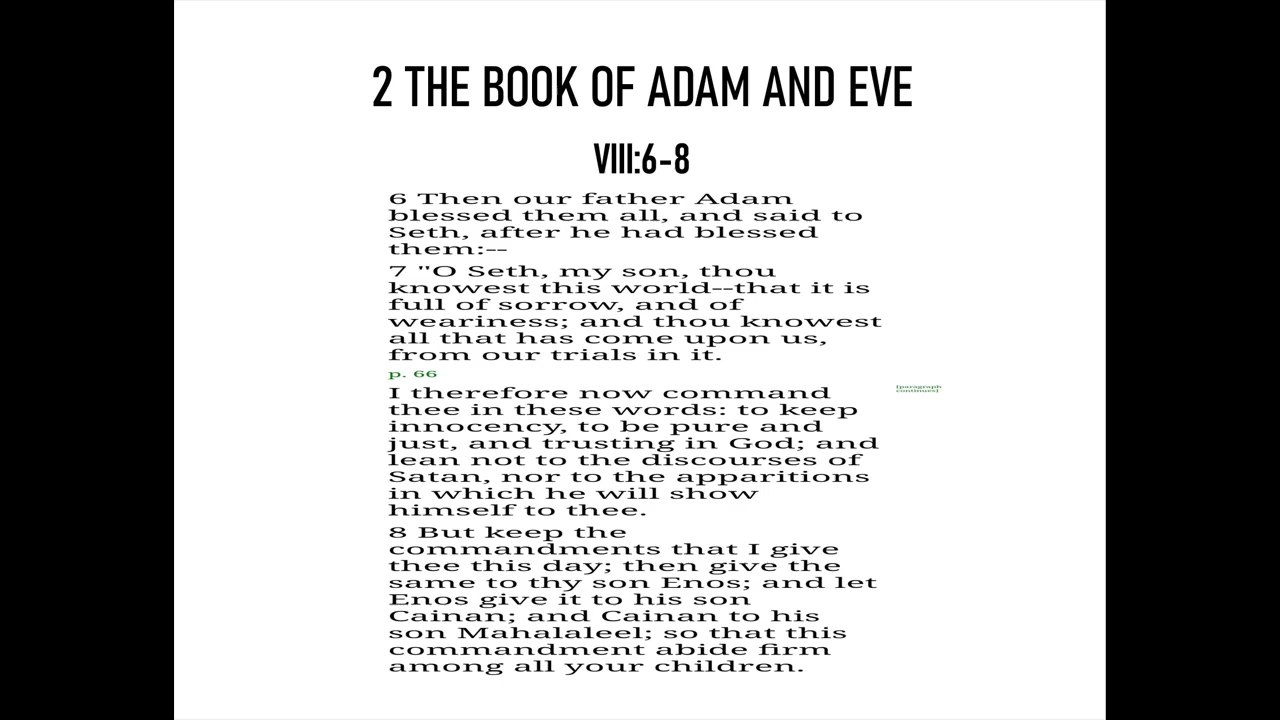 2 THE BOOK OF ADAM AND EVE
VIII:6-8
6 Then our father Adam
blessed them all, and said to
Seth, after he had blessed
them:--
7 "O Seth, my son, thou
knowest this world--that it is
full of sorrow, and of
weariness; and thou knowest
all that has come upon us,
from our trials in it.
p. 66
[paragraph
continues]
I therefore now command
thee in these words: to keep
innocency, to be pure and
just, and trusting in God; and
lean not to the discourses of
Satan, nor to the apparitions
in which he will show
himself to thee.
8 But keep the
commandments that I give
thee this day; then give the
same to thy son Enos; and let
Enos give it to his son
Cainan; and Cainan to his
son Mahalaleel; so that this
commandment abide firm
among all your children.